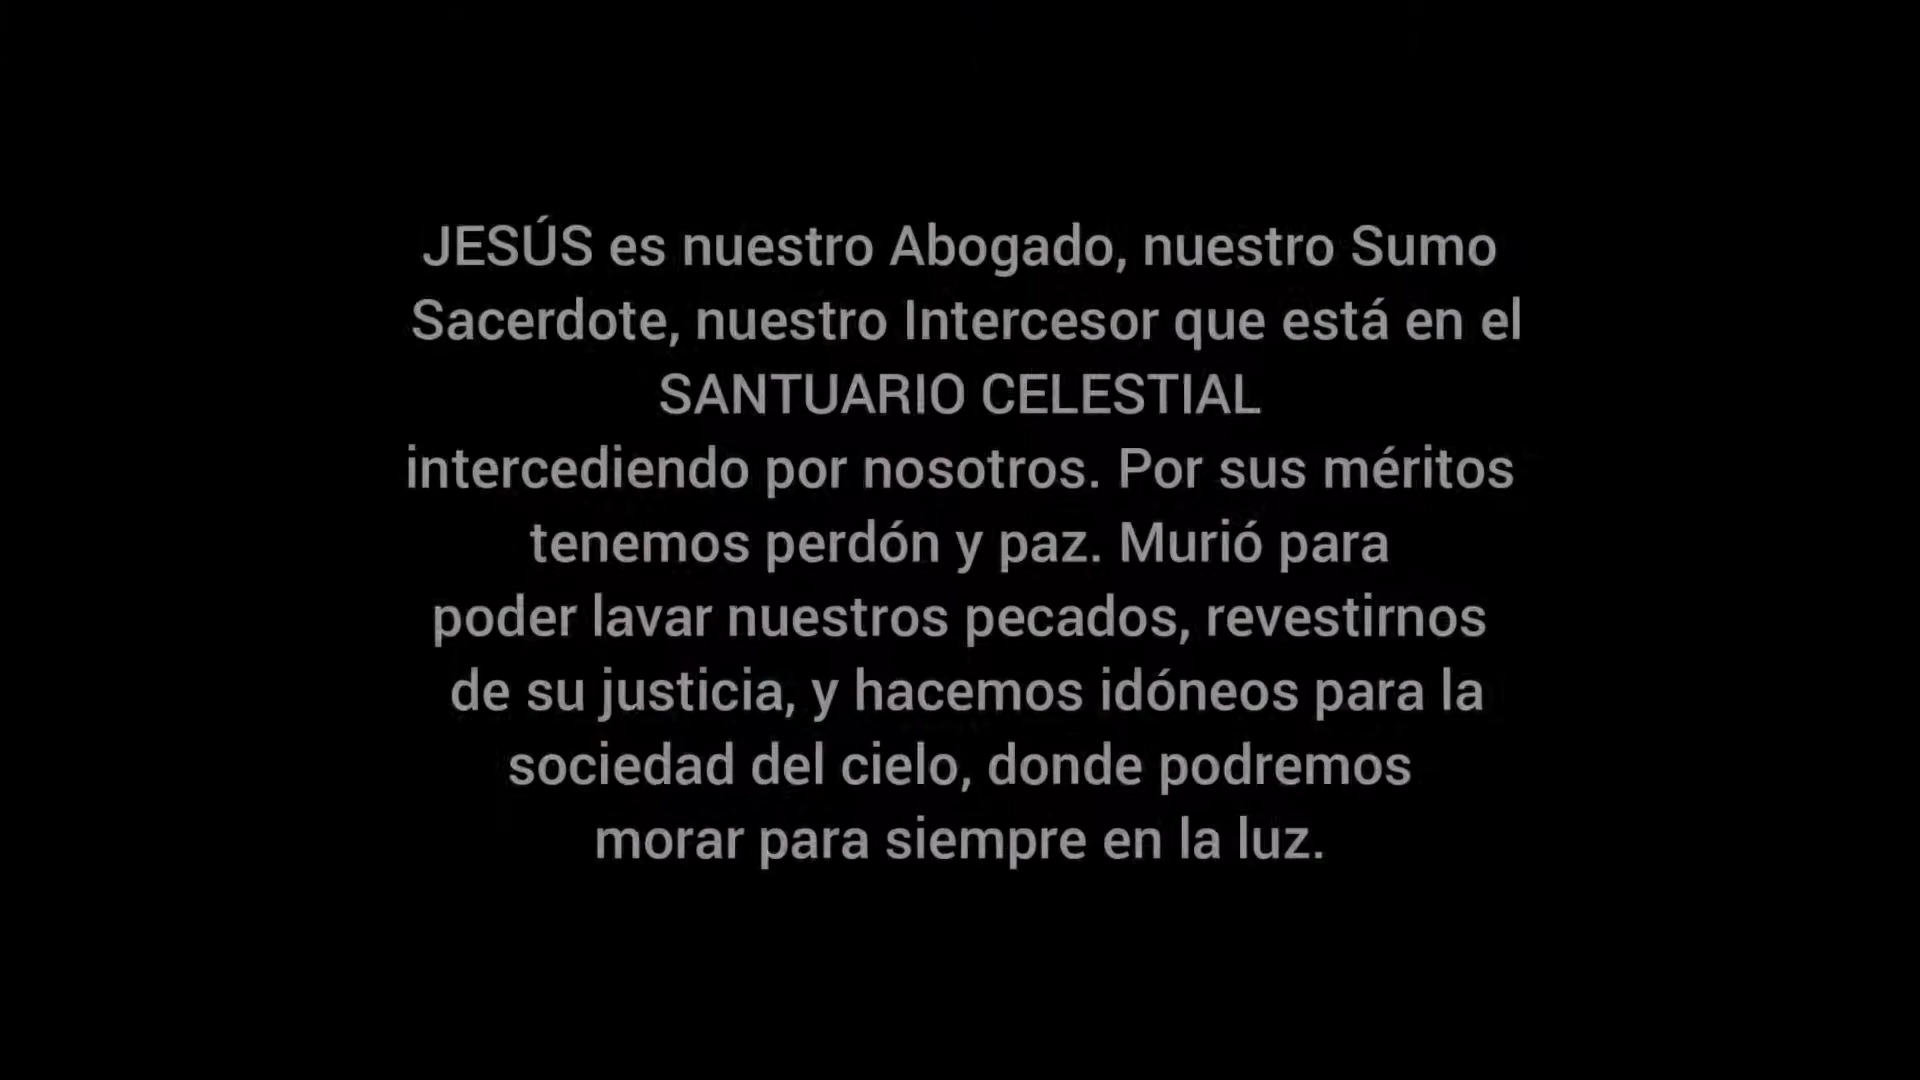 JESÚS es nuestro Abogado, nuestro Sumo
Sacerdote, nuestro Intercesor que está en el
SANTUARIO CELESTIAL
intercediendo por nosotros. Por sus méritos
tenemos perdón y paz. Murió para
poder lavar nuestros pecados, revestirnos
de su justicia, y hacemos idóneos para la
sociedad del cielo, donde podremos
morar para siempre en la luz.